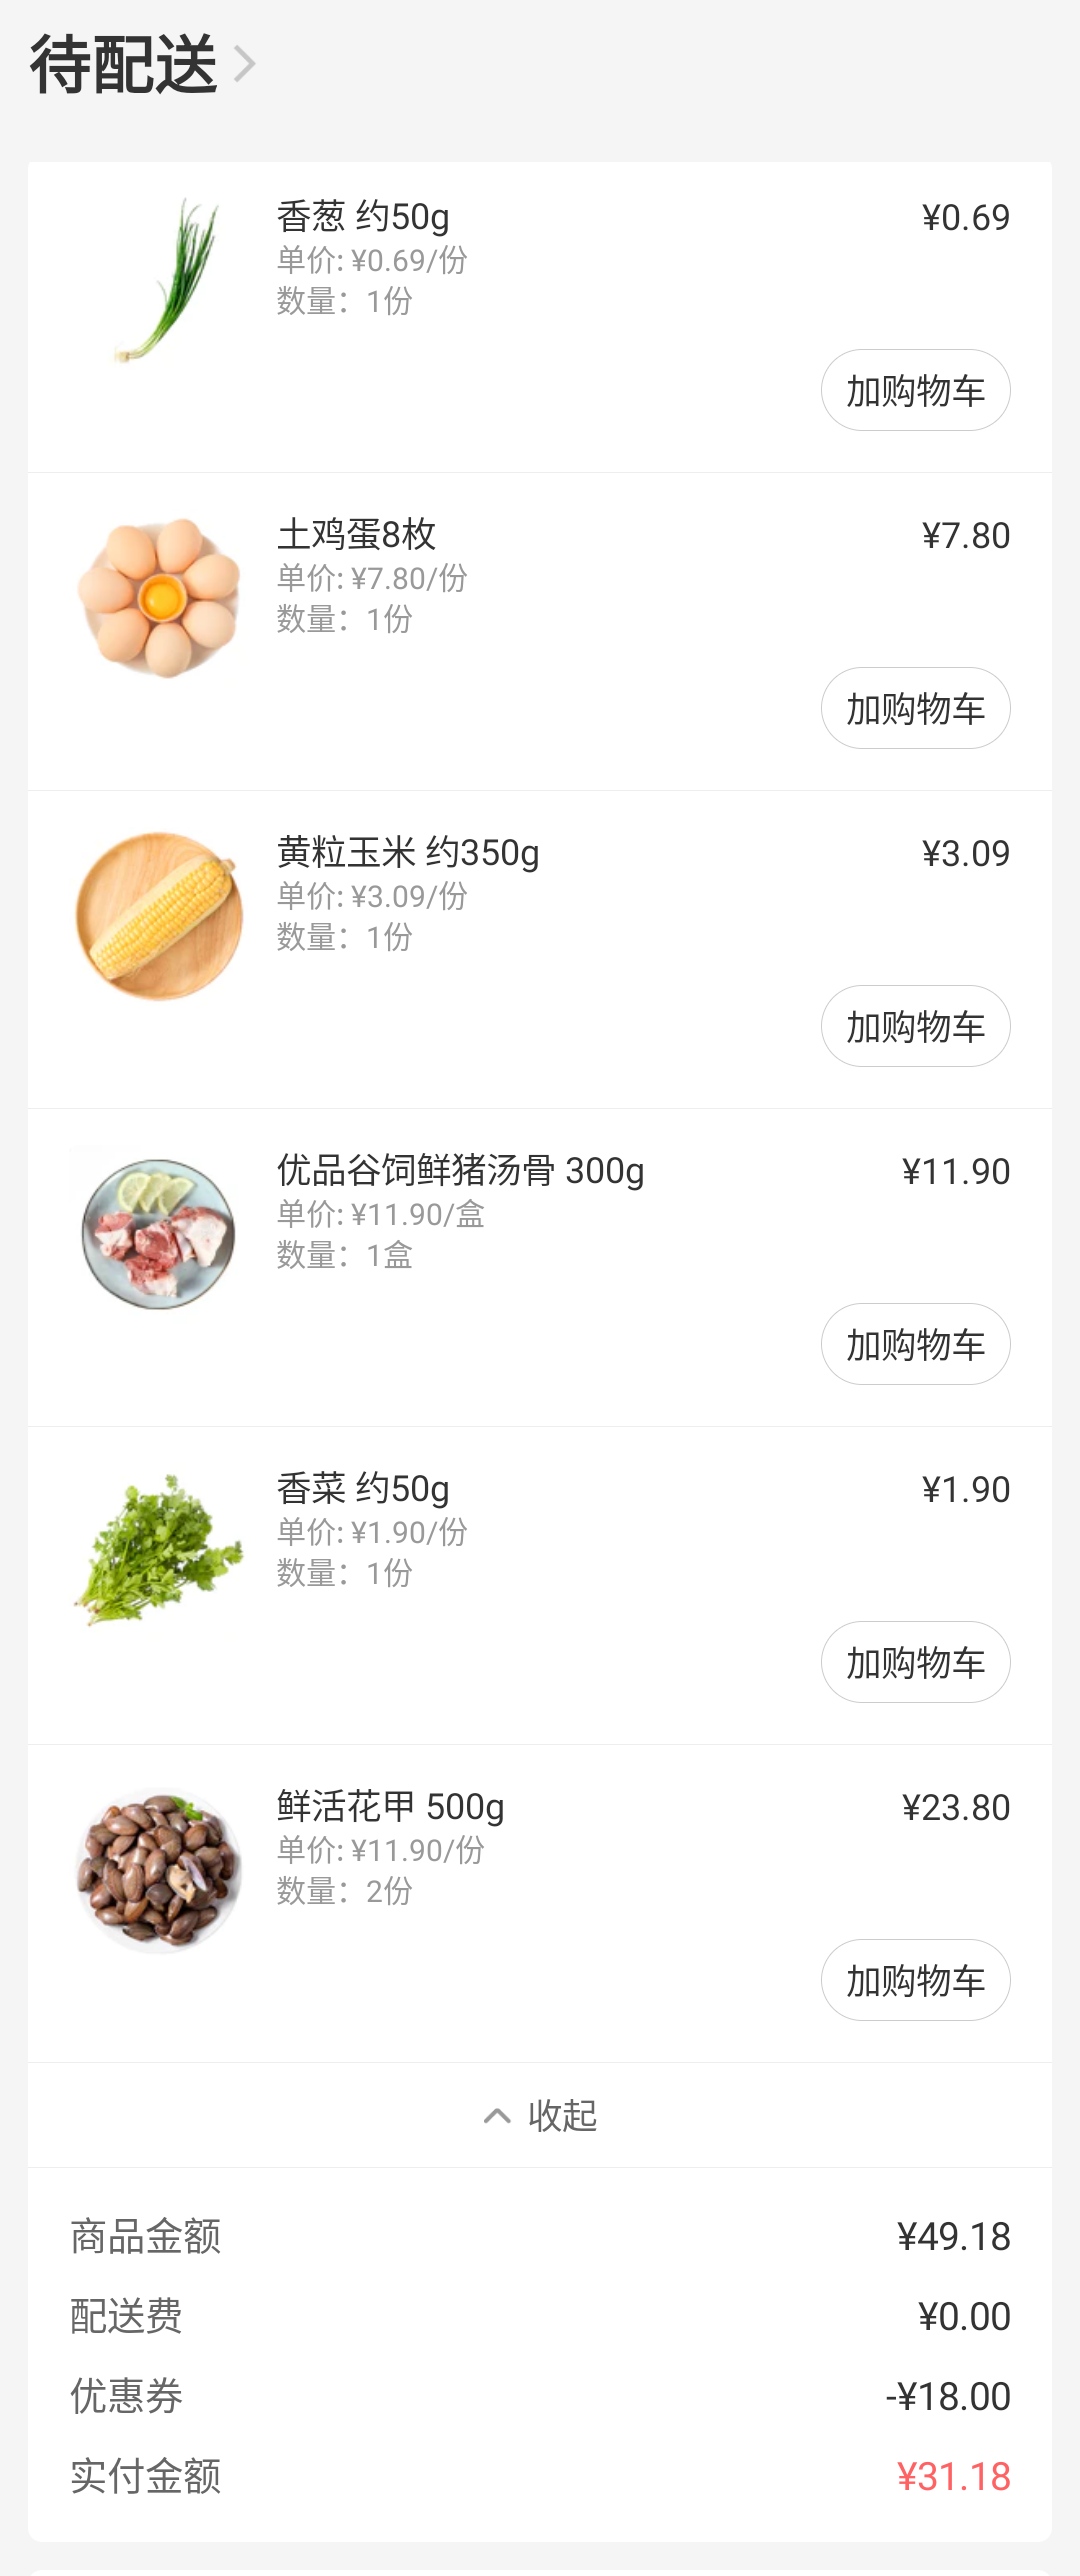 待配送
香葱 约50g
¥0.69
单价: ¥0.69/份
数量：1份
加购物车
土鸡蛋8枚
¥7.80
单价: ¥7.80/份
数量：1份
加购物车
黄粒玉米 约350g
¥3.09
单价: ¥3.09/份
数量：1份
加购物车
优品谷饲鲜猪汤骨 300g
¥11.90
单价: ¥11.90/盒
数量：1盒
加购物车
香菜 约50g
¥1.90
单价: ¥1.90/份
数量：1份
加购物车
鲜活花甲 500g
¥23.80
单价: ¥11.90/份
数量：2份
加购物车
收起
商品金额 ¥49.18
配送费 ¥0.00
优惠券 -¥18.00
实付金额 ¥31.18